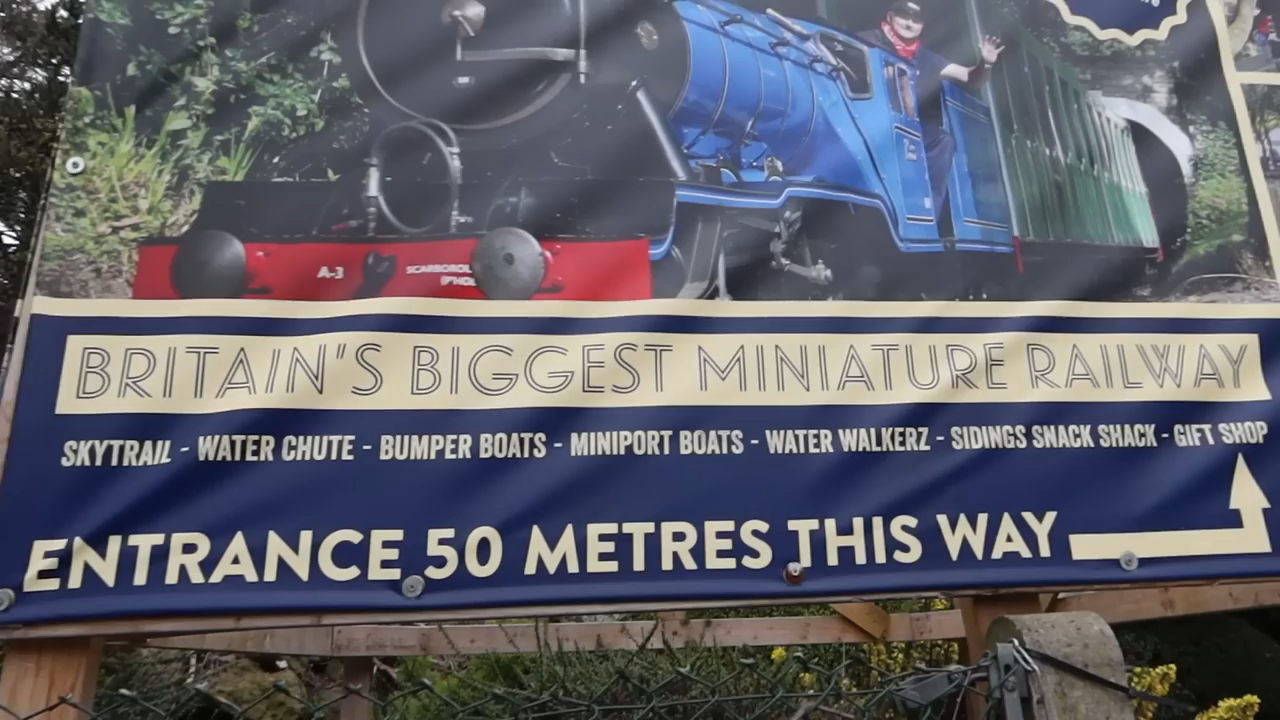 A-3
BRITAIN'S BIGGEST MINIATURE RAILWAY
SKYTRAIL - WATER CHUTE - BUMPER BOATS - MINIPORT BOATS - WATER WALKERZ - SIDINGS SNACK SHACK - GIFT SHOP
ENTRANCE 50 METRES THIS WAY